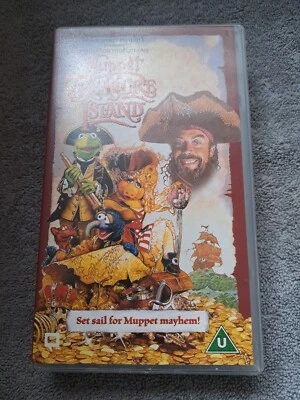 Muppet
TREASURE
ISLAND
Set sail for Muppet mayhem!
U